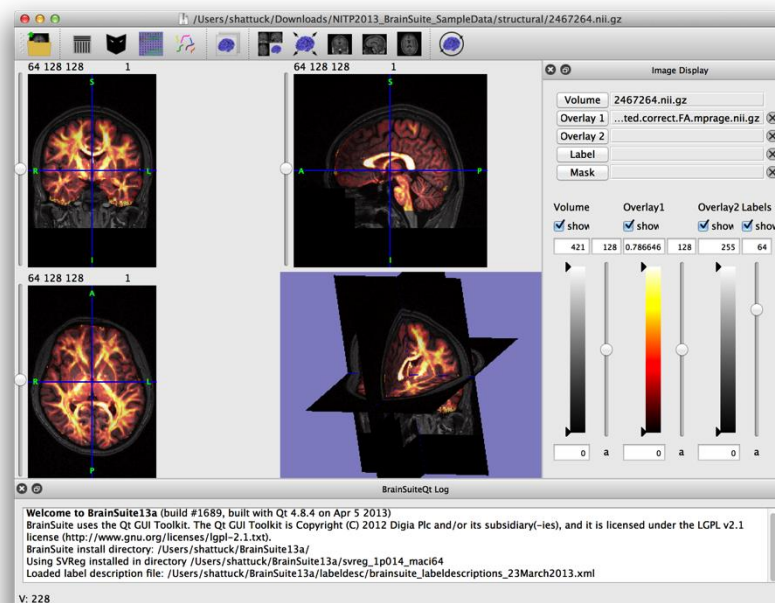 /Users/shattuck/Downloads/NITP2013_BrainSuite_SampleData/structural/2467264.nii.gz
64 128 128 1
S
R L
I
64 128 128 1
S
A P
I
64 128 128 1
A
R L
P
Image Display
Volume 2467264.nii.gz
Overlay 1 ...ted.correct.FA.mprage.nii.gz
Overlay 2
Label
Mask
Volume Overlay1 Overlay2 Labels
show show show show
421 128 0.786646 128 255 64
0 a 0 a 0 a
BrainSuiteQt Log
Welcome to BrainSuite13a (build #1689, built with Qt 4.8.4 on Apr 5 2013)
BrainSuite uses the Qt GUI Toolkit. The Qt GUI Toolkit is Copyright (C) 2012 Digia Plc and/or its subsidiary(-ies), and it is licensed under the LGPL v2.1
license (http://www.gnu.org/licenses/lgpl-2.1.txt).
BrainSuite install directory: /Users/shattuck/BrainSuite13a/
Using SVReg installed in directory /Users/shattuck/BrainSuite13a/svreg_1p014_maci64
Loaded label description file: /Users/shattuck/BrainSuite13a/labeldesc/brainsuite_labeldescriptions_23March2013.xml
V: 228